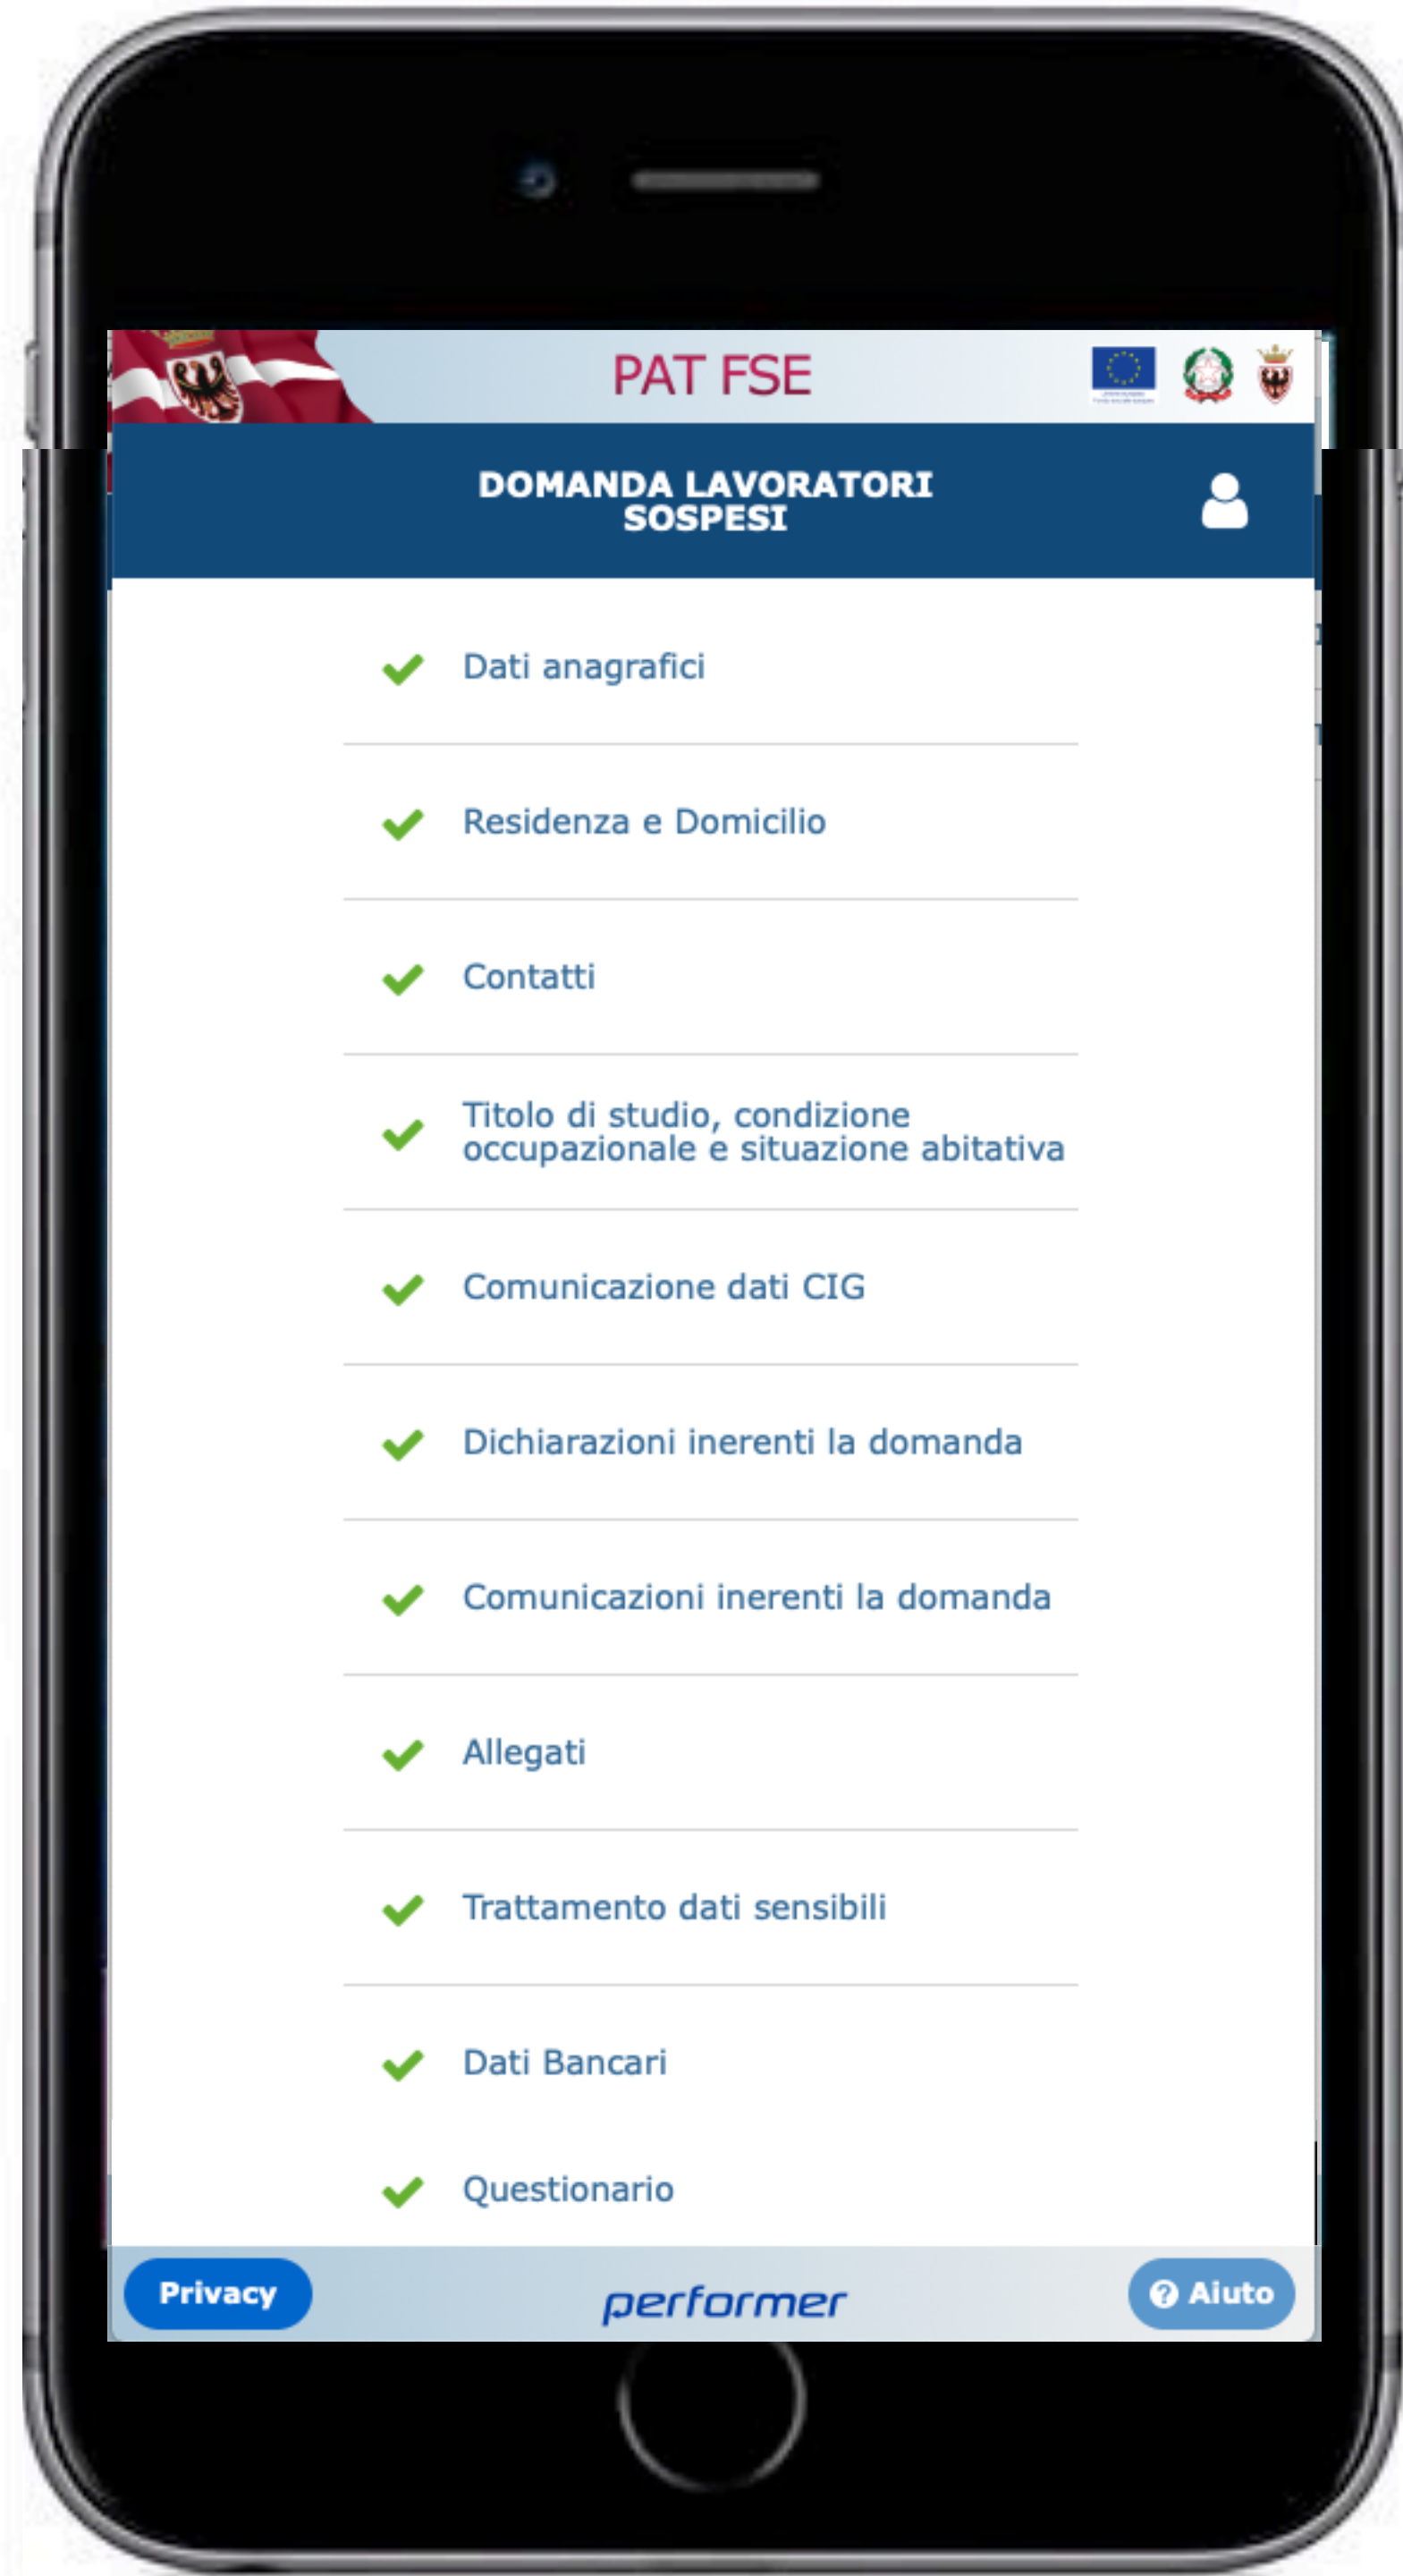 PAT FSE
DOMANDA LAVORATORI
SOSPESI
Dati anagrafici
Residenza e Domicilio
Contatti
Titolo di studio, condizione
occupazionale e situazione abitativa
Comunicazione dati CIG
Dichiarazioni inerenti la domanda
Comunicazioni inerenti la domanda
Allegati
Trattamento dati sensibili
Dati Bancari
Questionario
Privacy
performer
Aiuto